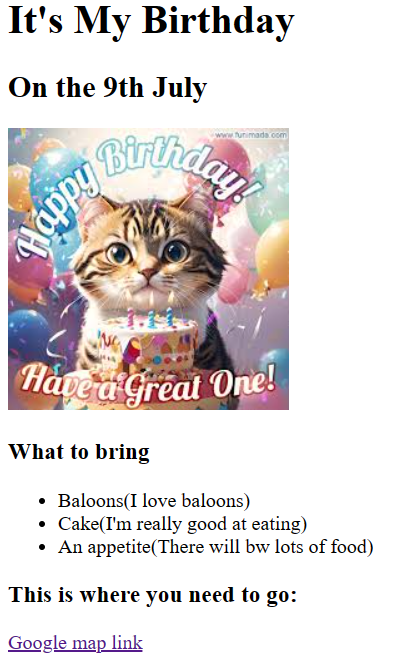 It's My Birthday
On the 9th July
www.funimada.com
Happy Birthday!
Have a Great One!
What to bring
Baloons(I love baloons)
Cake(I'm really good at eating)
An appetite(There will bw lots of food)
This is where you need to go:
Google map link